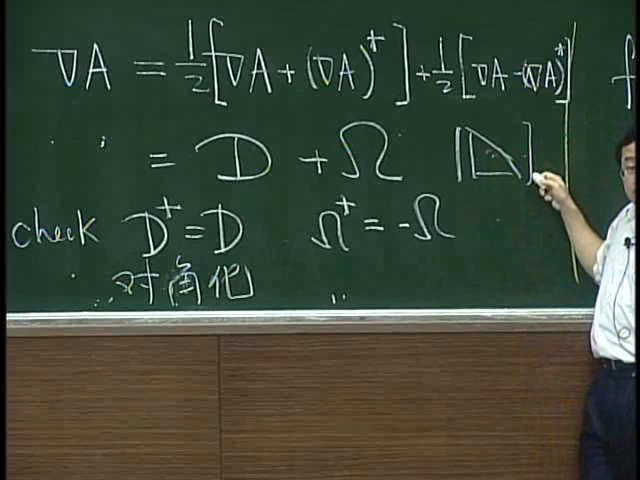 ∇A = 1/2 [∇A + (∇A)⁺] + 1/2 [∇A - (∇A)⁺]
= D + Ω
check D⁺ = D Ω⁺ = -Ω
对角化